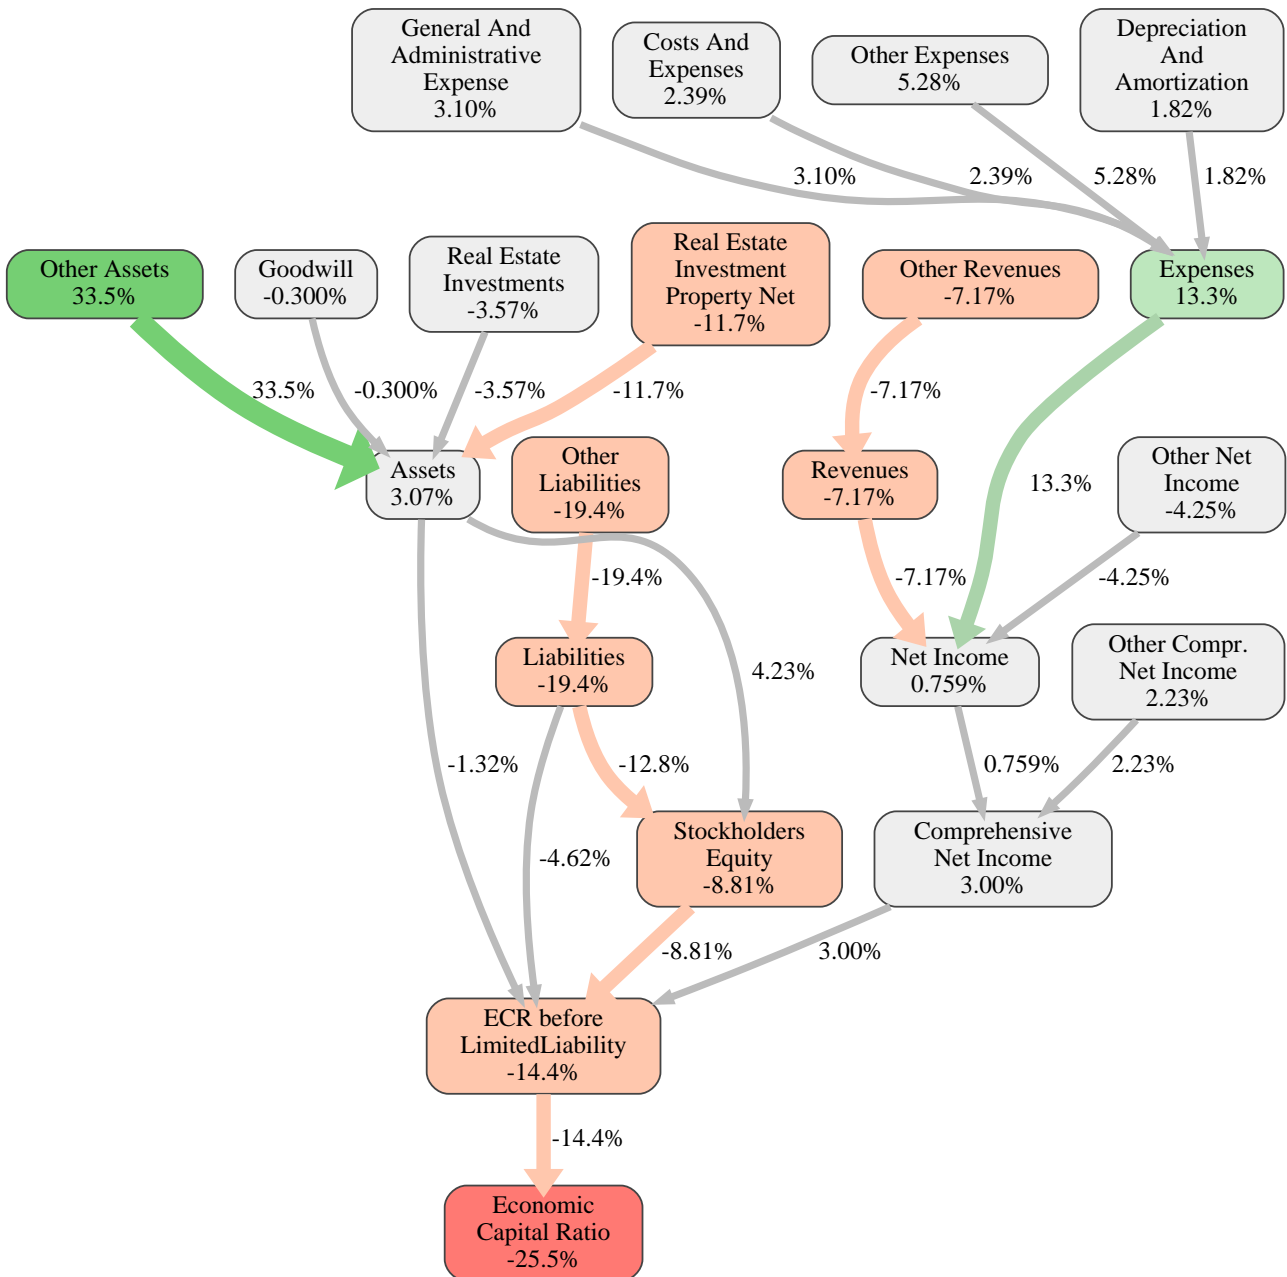 General And
Administrative
Expense
3.10%
Costs And
Expenses
2.39%
Other Expenses
5.28%
Depreciation
And
Amortization
1.82%
3.10%
2.39%
5.28%
1.82%
Other Assets
33.5%
Goodwill
-0.300%
Real Estate
Investments
-3.57%
Real Estate
Investment
Property Net
-11.7%
Other Revenues
-7.17%
Expenses
13.3%
33.5%
-0.300%
-3.57%
-11.7%
-7.17%
Assets
3.07%
Other
Liabilities
-19.4%
Revenues
-7.17%
13.3%
Other Net
Income
-4.25%
-19.4%
-7.17%
-4.25%
Liabilities
-19.4%
4.23%
Net Income
0.759%
Other Compr.
Net Income
2.23%
-1.32%
-12.8%
0.759%
2.23%
-4.62%
Stockholders
Equity
-8.81%
Comprehensive
Net Income
3.00%
-8.81%
3.00%
ECR before
LimitedLiability
-14.4%
-14.4%
Economic
Capital Ratio
-25.5%